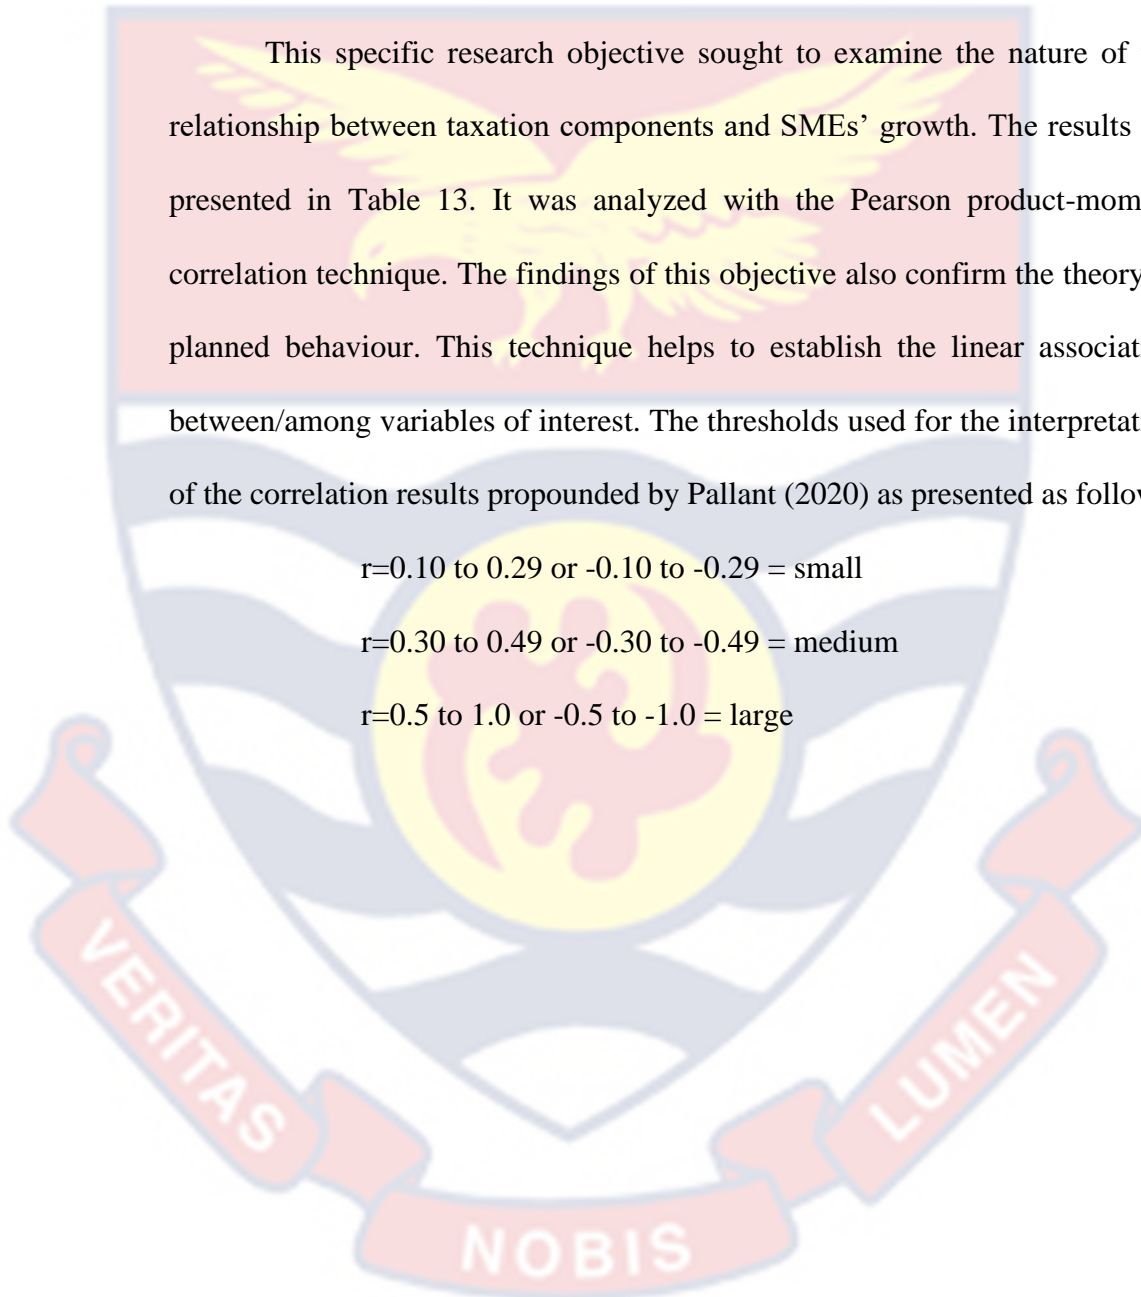 This specific research objective sought to examine the nature of
relationship between taxation components and SMEs’ growth. The results
presented in Table 13. It was analyzed with the Pearson product-mom
correlation technique. The findings of this objective also confirm the theory
planned behaviour. This technique helps to establish the linear associat
between/among variables of interest. The thresholds used for the interpretat
of the correlation results propounded by Pallant (2020) as presented as follow
r=0.10 to 0.29 or -0.10 to -0.29 = small
r=0.30 to 0.49 or -0.30 to -0.49 = medium
r=0.5 to 1.0 or -0.5 to -1.0 = large
VERITAS
NOBIS
LUMEN